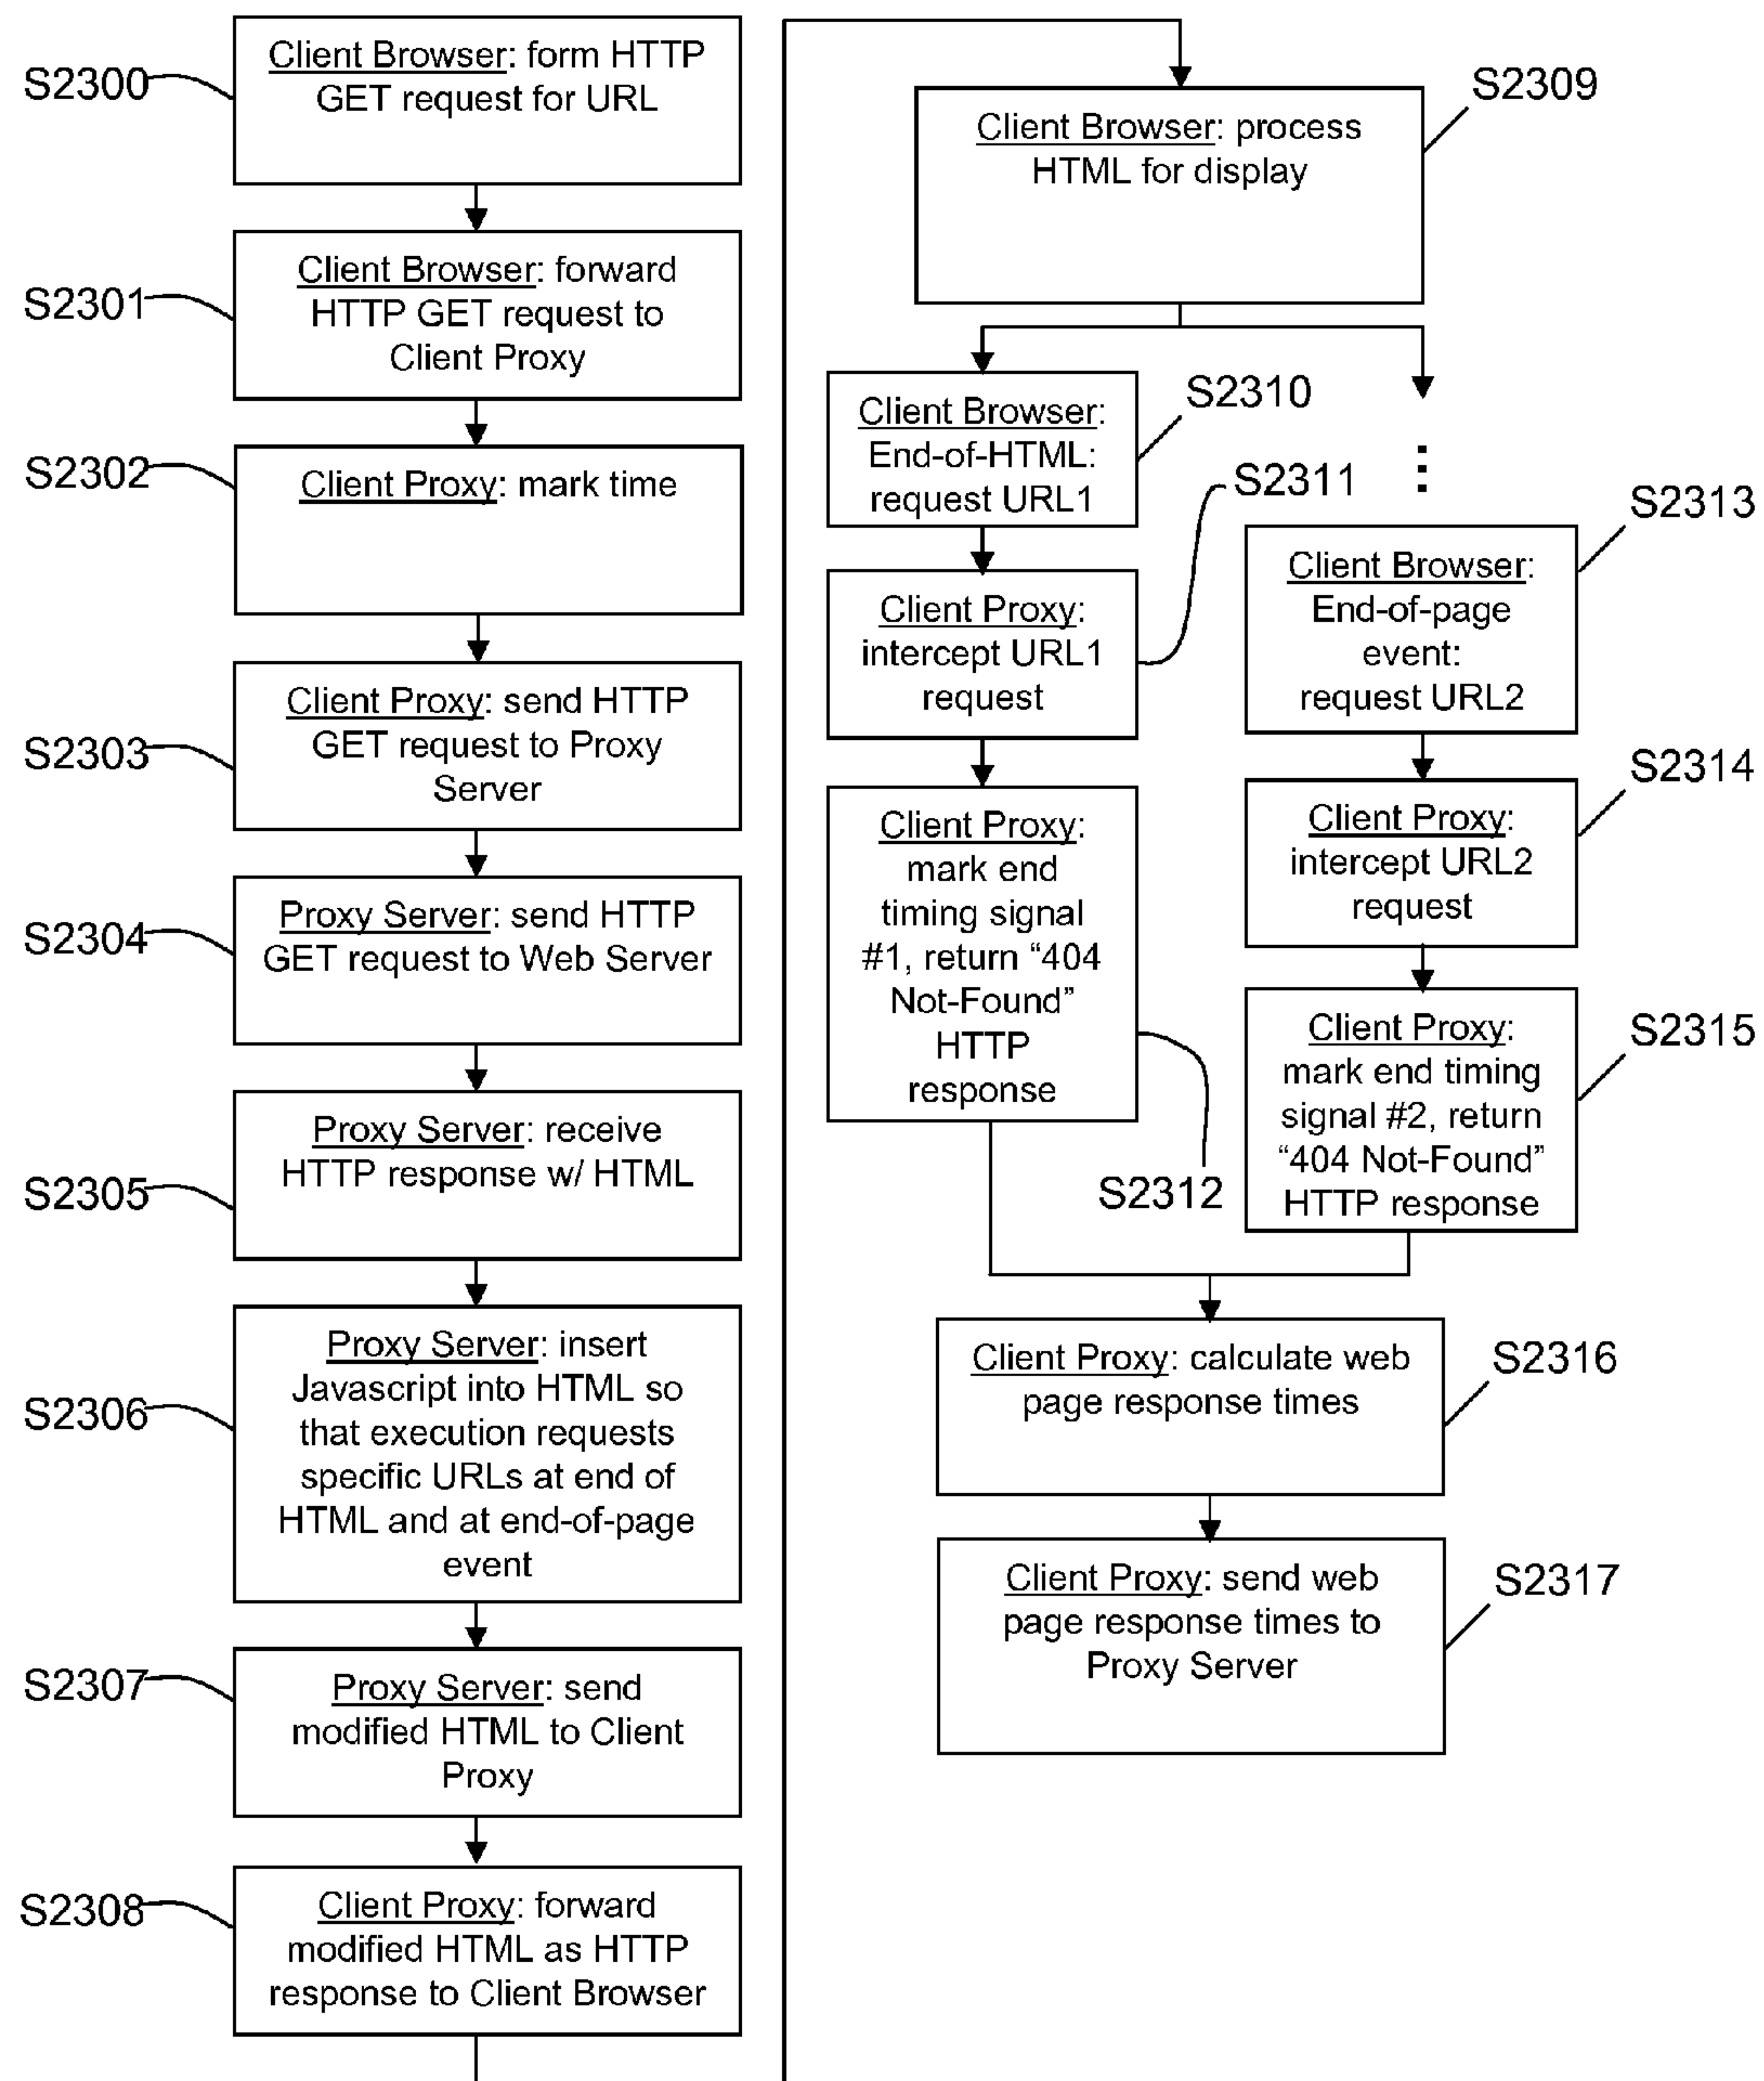 S2300
Client Browser: form HTTP
GET request for URL
S2301
Client Browser: forward
HTTP GET request to
Client Proxy
S2302
Client Proxy: mark time
S2303
Client Proxy: send HTTP
GET request to Proxy
Server
S2304
Proxy Server: send HTTP
GET request to Web Server
S2305
Proxy Server: receive
HTTP response w/ HTML
S2306
Proxy Server: insert
Javascript into HTML so
that execution requests
specific URLs at end of
HTML and at end-of-page
event
S2307
Proxy Server: send
modified HTML to Client
Proxy
S2308
Client Proxy: forward
modified HTML as HTTP
response to Client Browser
S2309
Client Browser: process
HTML for display
S2310
Client Browser:
End-of-HTML:
request URL1
S2311
Client Proxy:
intercept URL1
request
Client Proxy:
mark end
timing signal
#1, return “404
Not-Found”
HTTP
response
S2312
S2313
Client Browser:
End-of-page
event:
request URL2
S2314
Client Proxy:
intercept URL2
request
S2315
Client Proxy:
mark end timing
signal #2, return
“404 Not-Found”
HTTP response
S2316
Client Proxy: calculate web
page response times
S2317
Client Proxy: send web
page response times to
Proxy Server